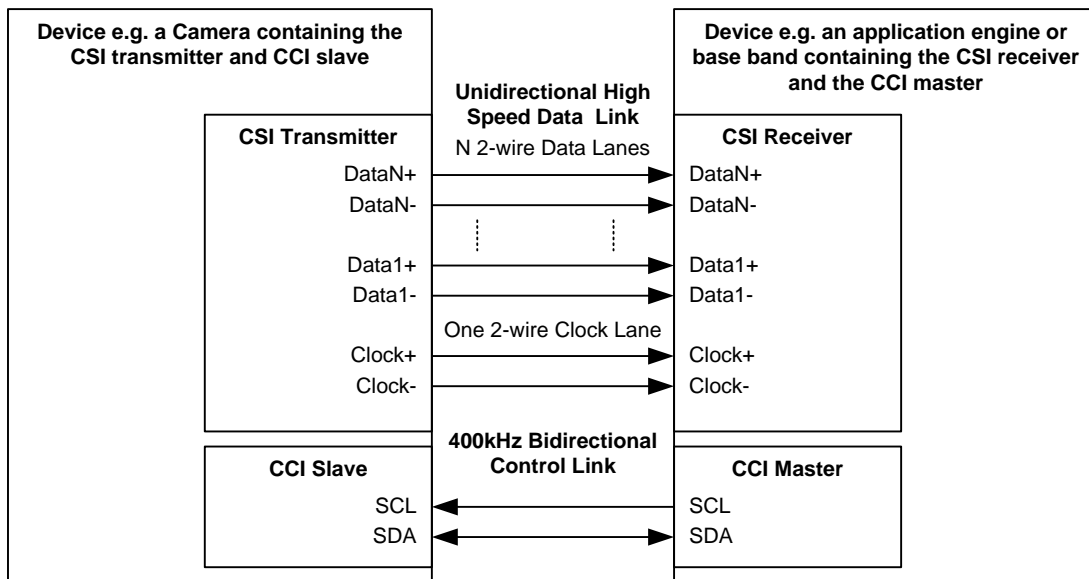 Device e.g. a Camera containing the
CSI transmitter and CCI slave
Device e.g. an application engine or
base band containing the CSI receiver
and the CCI master
Unidirectional High
Speed Data Link
N 2-wire Data Lanes
CSI Transmitter
DataN+
DataN-
Data1+
Data1-
Clock+
Clock-
One 2-wire Clock Lane
CSI Receiver
DataN+
DataN-
Data1+
Data1-
Clock+
Clock-
400kHz Bidirectional
Control Link
CCI Slave
SCL
SDA
CCI Master
SCL
SDA